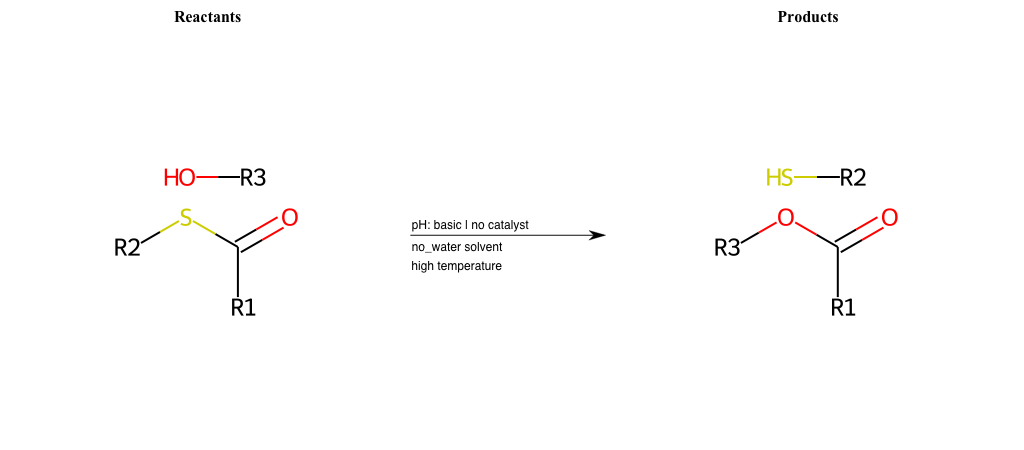 Reactants Products
HO R3 HS R2
S O O O
R2 R3
R1 R1
pH: basic | no catalyst
no_water solvent
high temperature